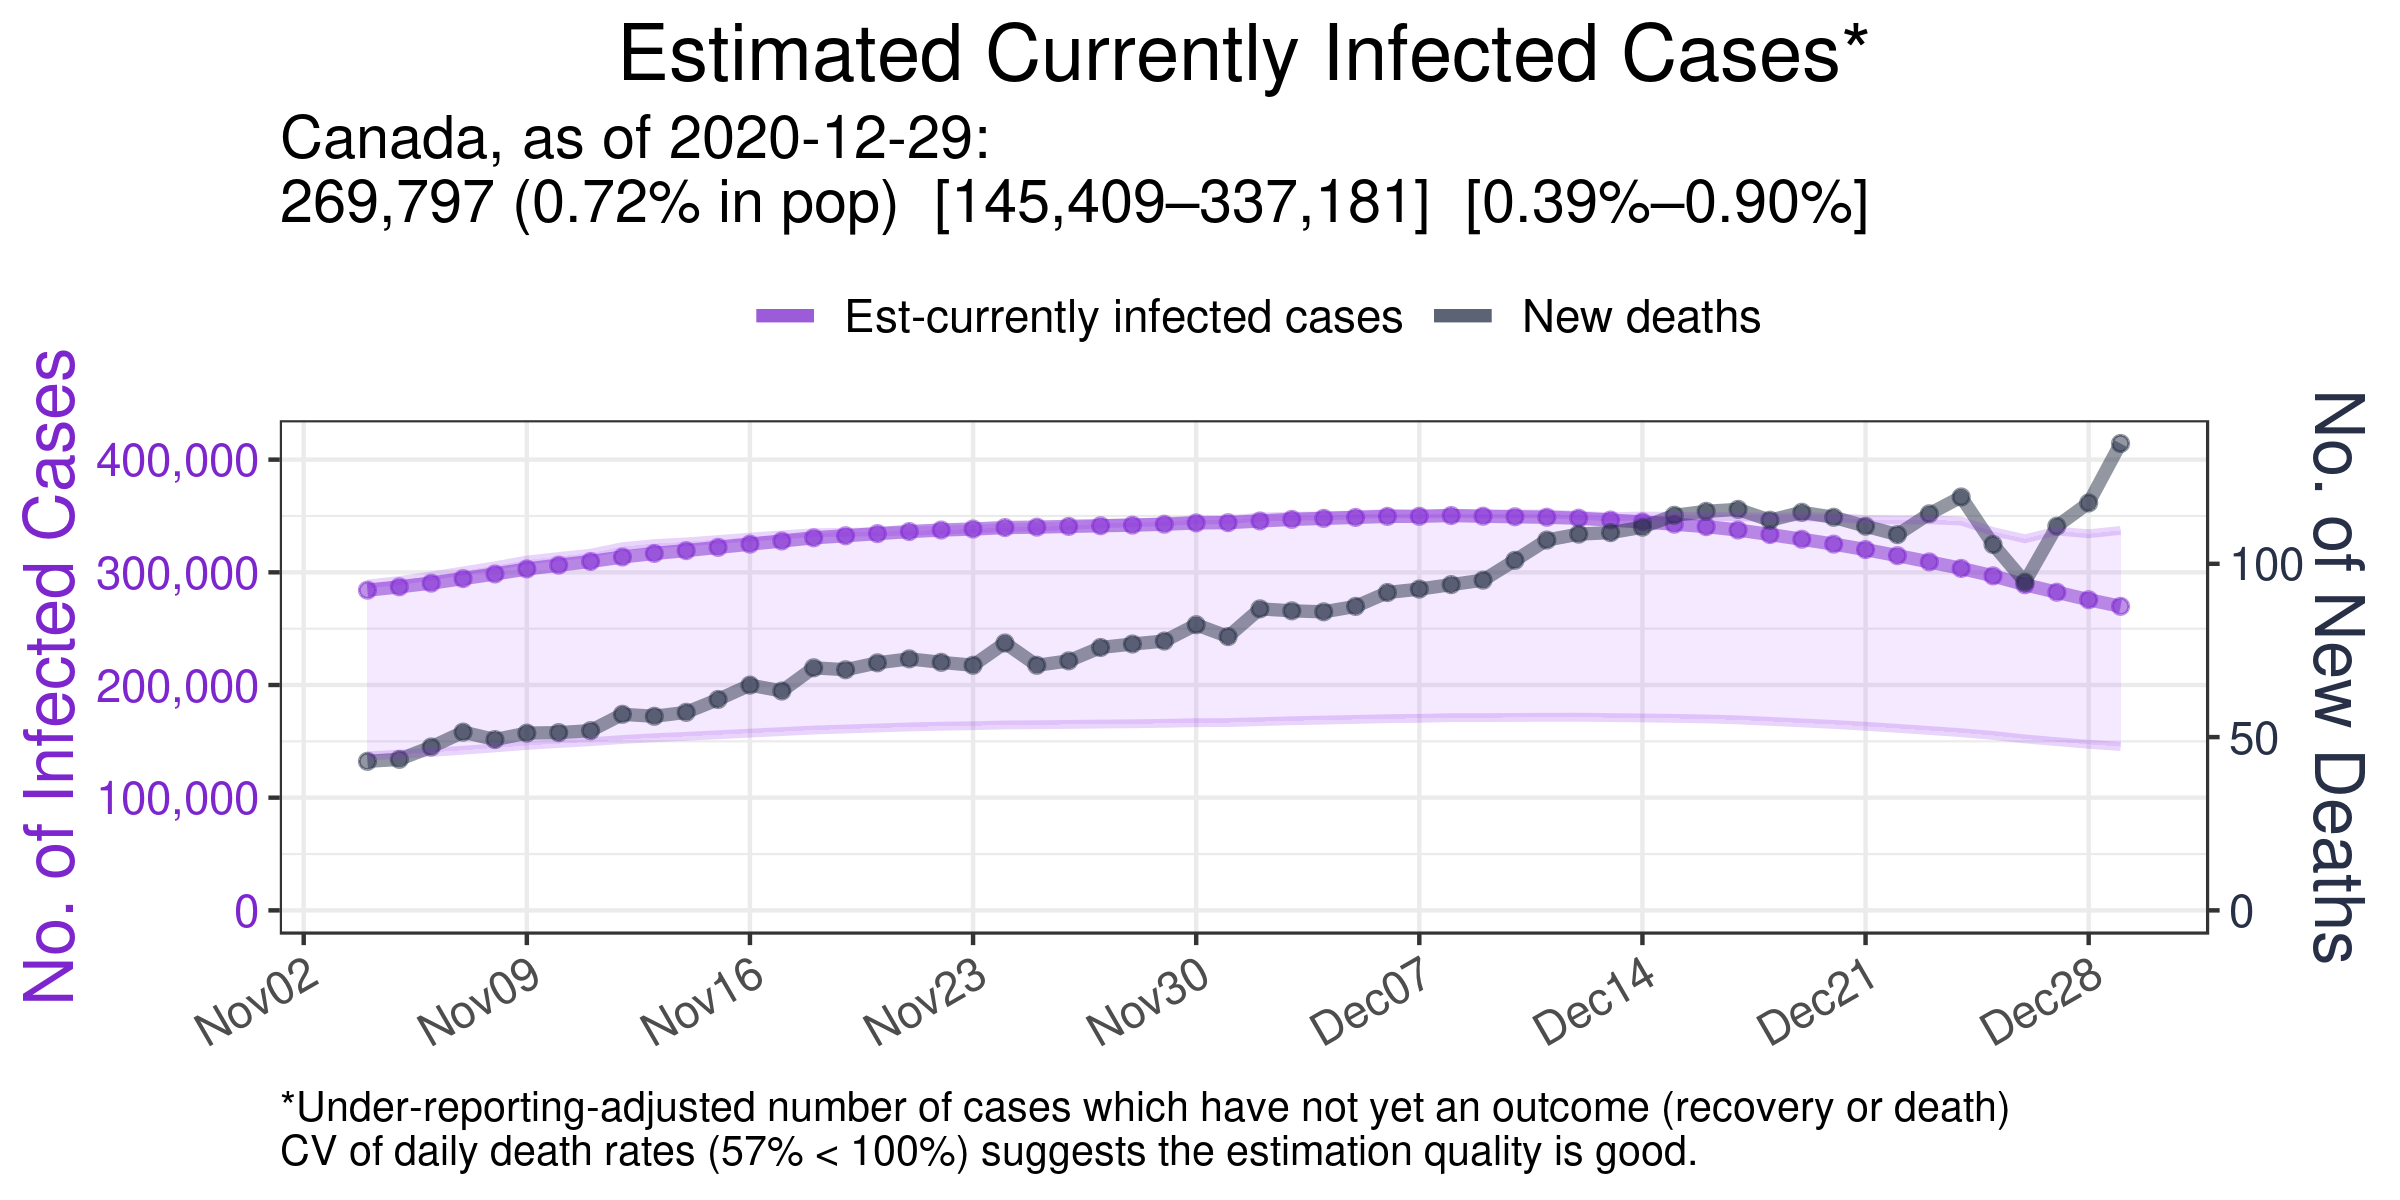 Estimated Currently Infected Cases*
Canada, as of 2020-12-29:
269,797 (0.72% in pop)  [145,409–337,181]  [0.39%–0.90%]
Est-currently infected cases
New deaths
No. of Infected Cases
400,000
300,000
200,000
100,000
0
No. of New Deaths
100
50
0
Nov02
Nov09
Nov16
Nov23
Nov30
Dec07
Dec14
Dec21
Dec28
*Under-reporting-adjusted number of cases which have not yet an outcome (recovery or death)
CV of daily death rates (57% < 100%) suggests the estimation quality is good.